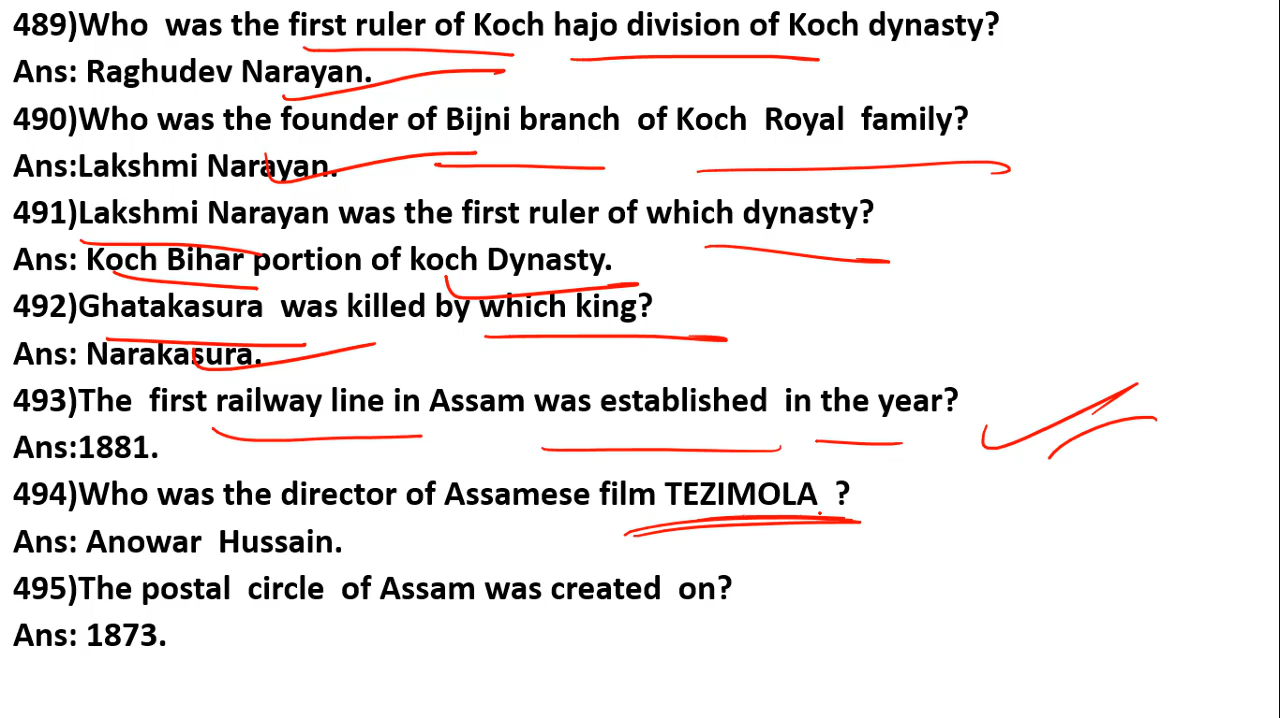 489)Who was the first ruler of Koch hajo division of Koch dynasty?
Ans: Raghudev Narayan.
490)Who was the founder of Bijni branch of Koch Royal family?
Ans:Lakshmi Narayan.
491)Lakshmi Narayan was the first ruler of which dynasty?
Ans: Koch Bihar portion of koch Dynasty.
492)Ghatakasura was killed by which king?
Ans: Narakasura.
493)The first railway line in Assam was established in the year?
Ans:1881.
494)Who was the director of Assamese film TEZIMOLA ?
Ans: Anowar Hussain.
495)The postal circle of Assam was created on?
Ans: 1873.